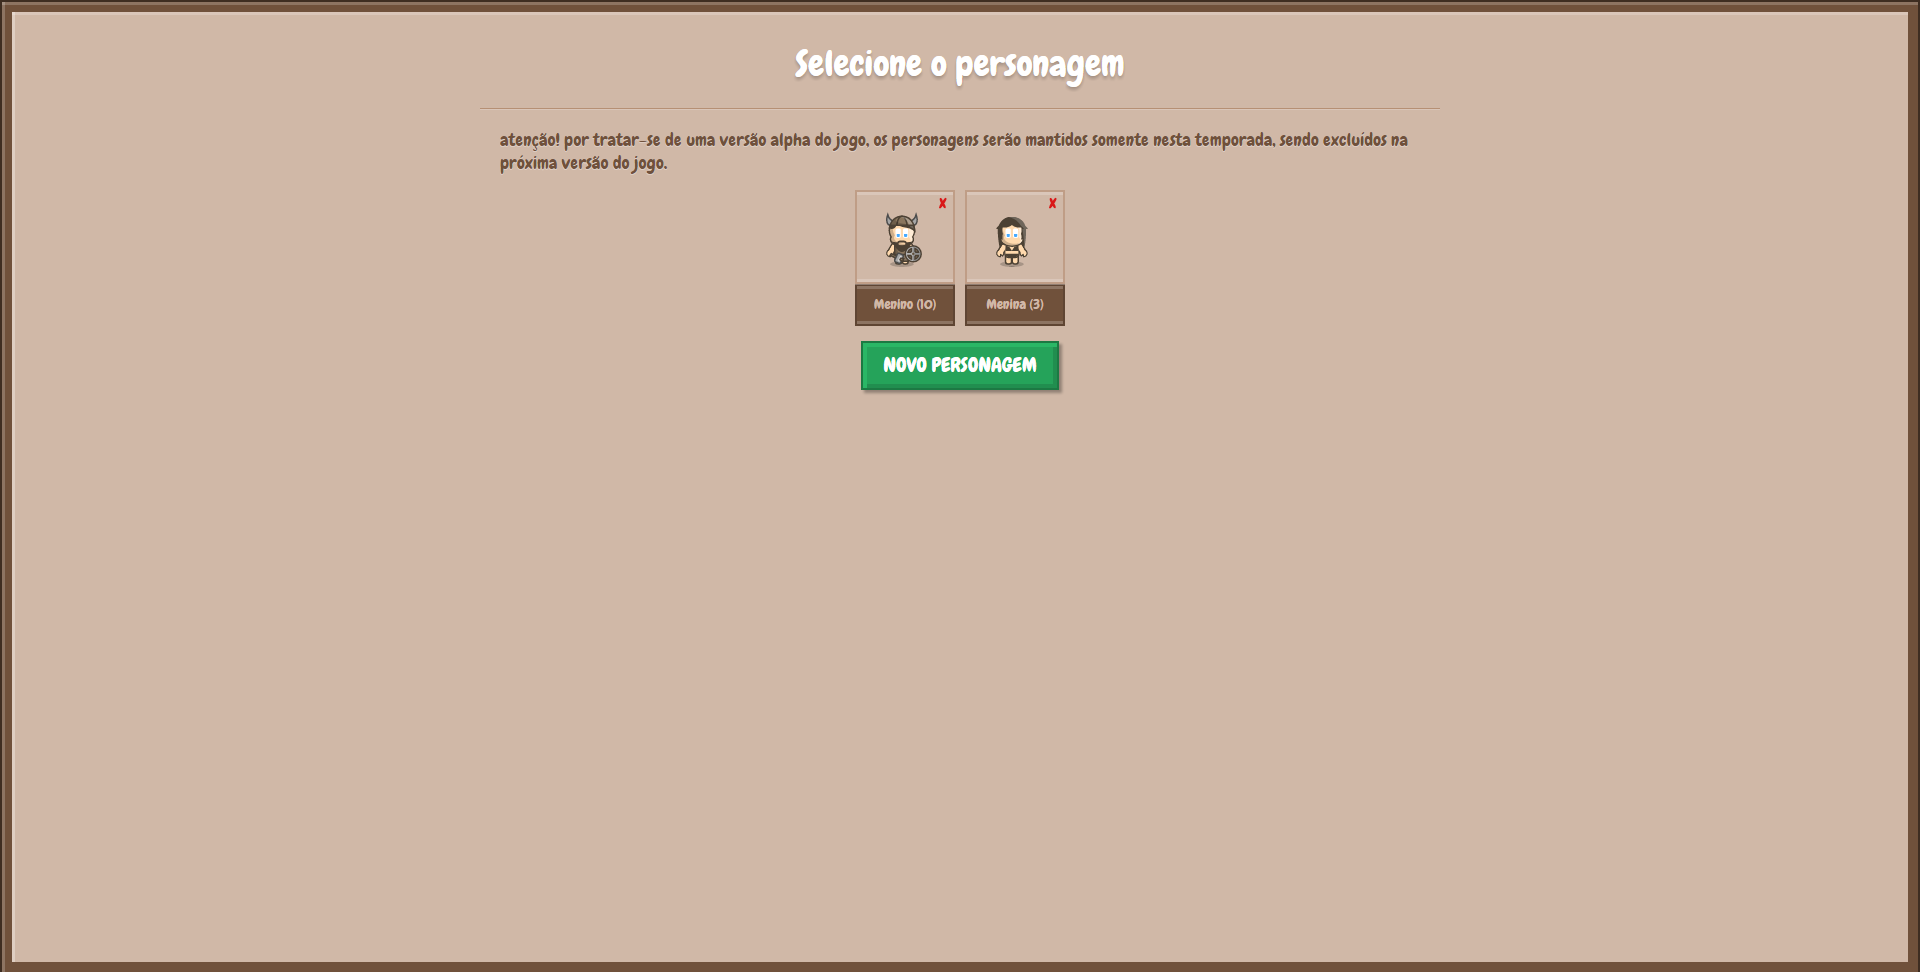 Selecione o personagem
atenção! por tratar-se de uma versão alpha do jogo, os personagens serão mantidos somente nesta temporada, sendo excluídos na
próxima versão do jogo.
X X
Menino (10) Menina (3)
NOVO PERSONAGEM